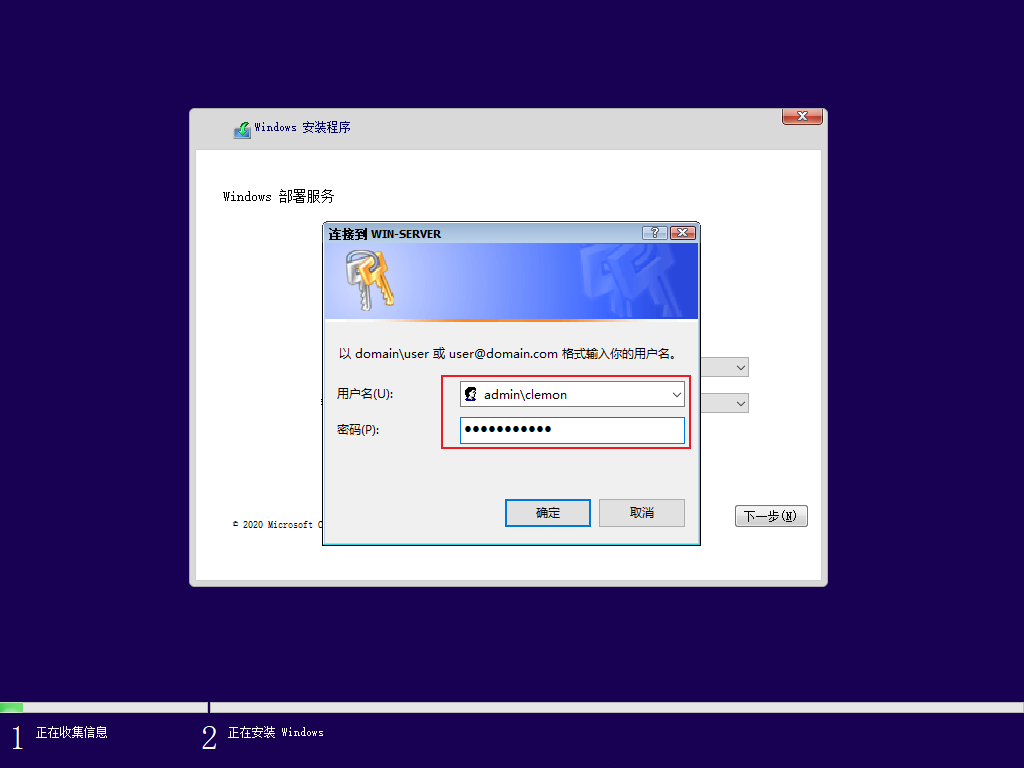 Windows 安装程序
Windows 部署服务
连接到 WIN-SERVER
?
以 domain\user 或 user@domain.com 格式输入你的用户名。
用户名(U):
admin\clemon
密码(P):
●●●●●●●●●●●
确定
取消
© 2020 Microsoft C
下一步(N)
1 正在收集信息
2 正在安装 Windows